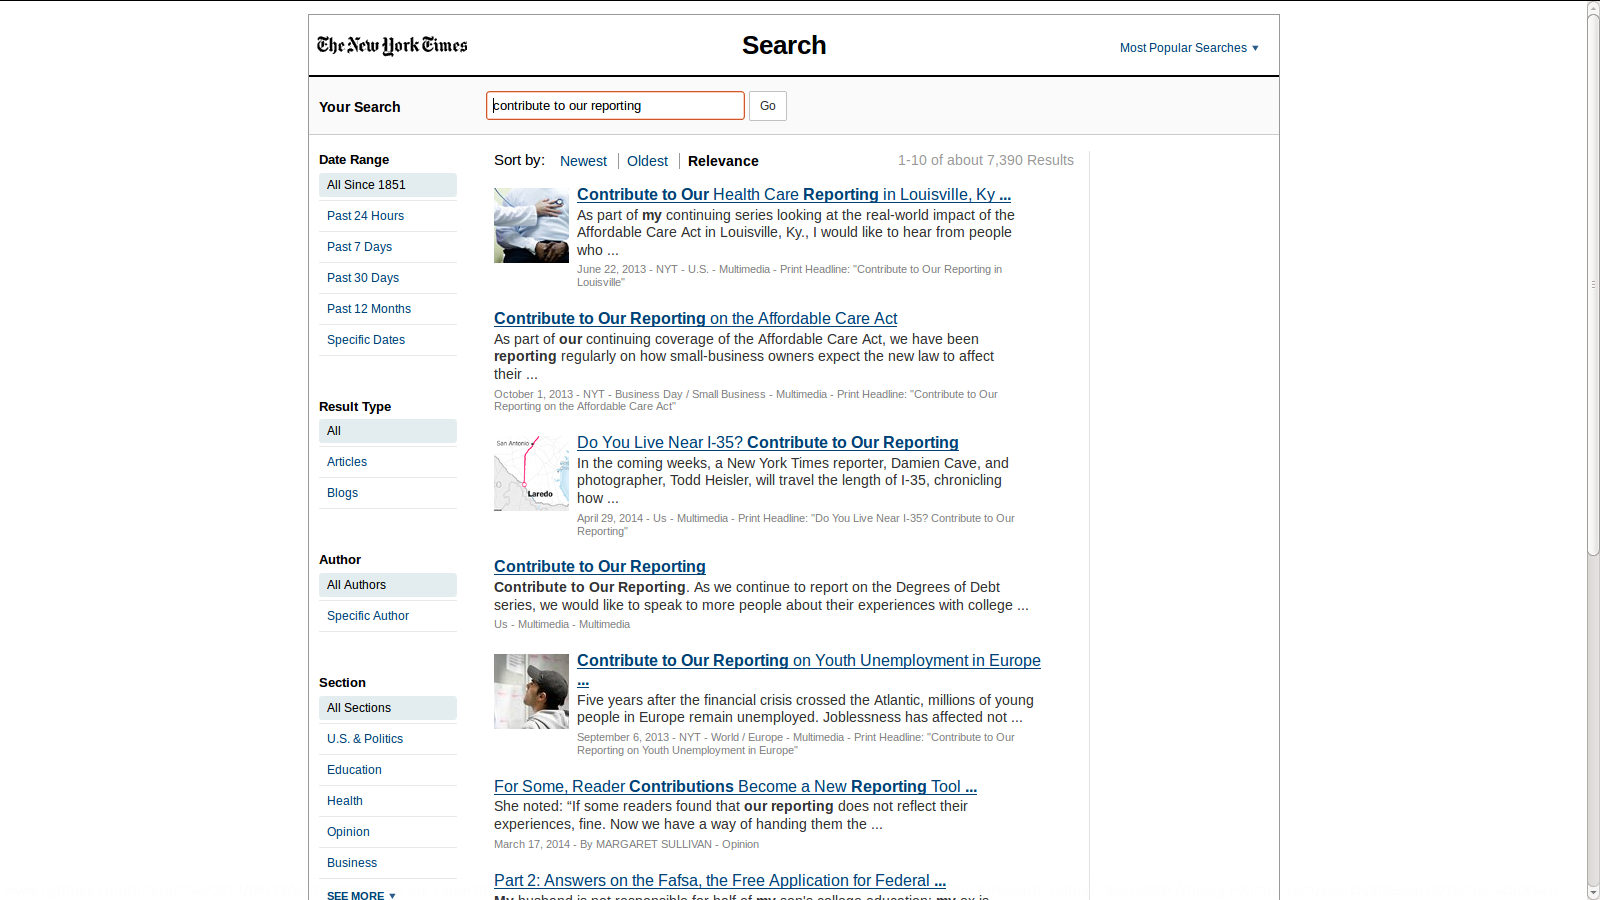 The New York Times
Search
Most Popular Searches
Your Search
contribute to our reporting
Go
Date Range
All Since 1851
Past 24 Hours
Past 7 Days
Past 30 Days
Past 12 Months
Specific Dates
Result Type
All
Articles
Blogs
Author
All Authors
Specific Author
Section
All Sections
U.S. & Politics
Education
Health
Opinion
Business
SEE MORE
Sort by: Newest | Oldest | Relevance
1-10 of about 7,390 Results
Contribute to Our Health Care Reporting in Louisville, Ky ...
As part of my continuing series looking at the real-world impact of the
Affordable Care Act in Louisville, Ky., I would like to hear from people
who ...
June 22, 2013 - NYT - U.S. - Multimedia - Print Headline: "Contribute to Our Reporting in
Louisville"
Contribute to Our Reporting on the Affordable Care Act
As part of our continuing coverage of the Affordable Care Act, we have been
reporting regularly on how small-business owners expect the new law to affect
their ...
October 1, 2013 - NYT - Business Day / Small Business - Multimedia - Print Headline: "Contribute to Our
Reporting on the Affordable Care Act"
San Antonio
Laredo
Do You Live Near I-35? Contribute to Our Reporting
In the coming weeks, a New York Times reporter, Damien Cave, and
photographer, Todd Heisler, will travel the length of I-35, chronicling
how ...
April 29, 2014 - Us - Multimedia - Print Headline: "Do You Live Near I-35? Contribute to Our
Reporting"
Contribute to Our Reporting
Contribute to Our Reporting. As we continue to report on the Degrees of Debt
series, we would like to speak to more people about their experiences with college ...
Us - Multimedia - Multimedia
Contribute to Our Reporting on Youth Unemployment in Europe
...
Five years after the financial crisis crossed the Atlantic, millions of young
people in Europe remain unemployed. Joblessness has affected not ...
September 6, 2013 - NYT - World / Europe - Multimedia - Print Headline: "Contribute to Our
Reporting on Youth Unemployment in Europe"
For Some, Reader Contributions Become a New Reporting Tool ...
She noted: “If some readers found that our reporting does not reflect their
experiences, fine. Now we have a way of handing them the ...
March 17, 2014 - By MARGARET SULLIVAN - Opinion
Part 2: Answers on the Fafsa, the Free Application for Federal ...
My husband is not responsible for half of my son's college education; my ex is